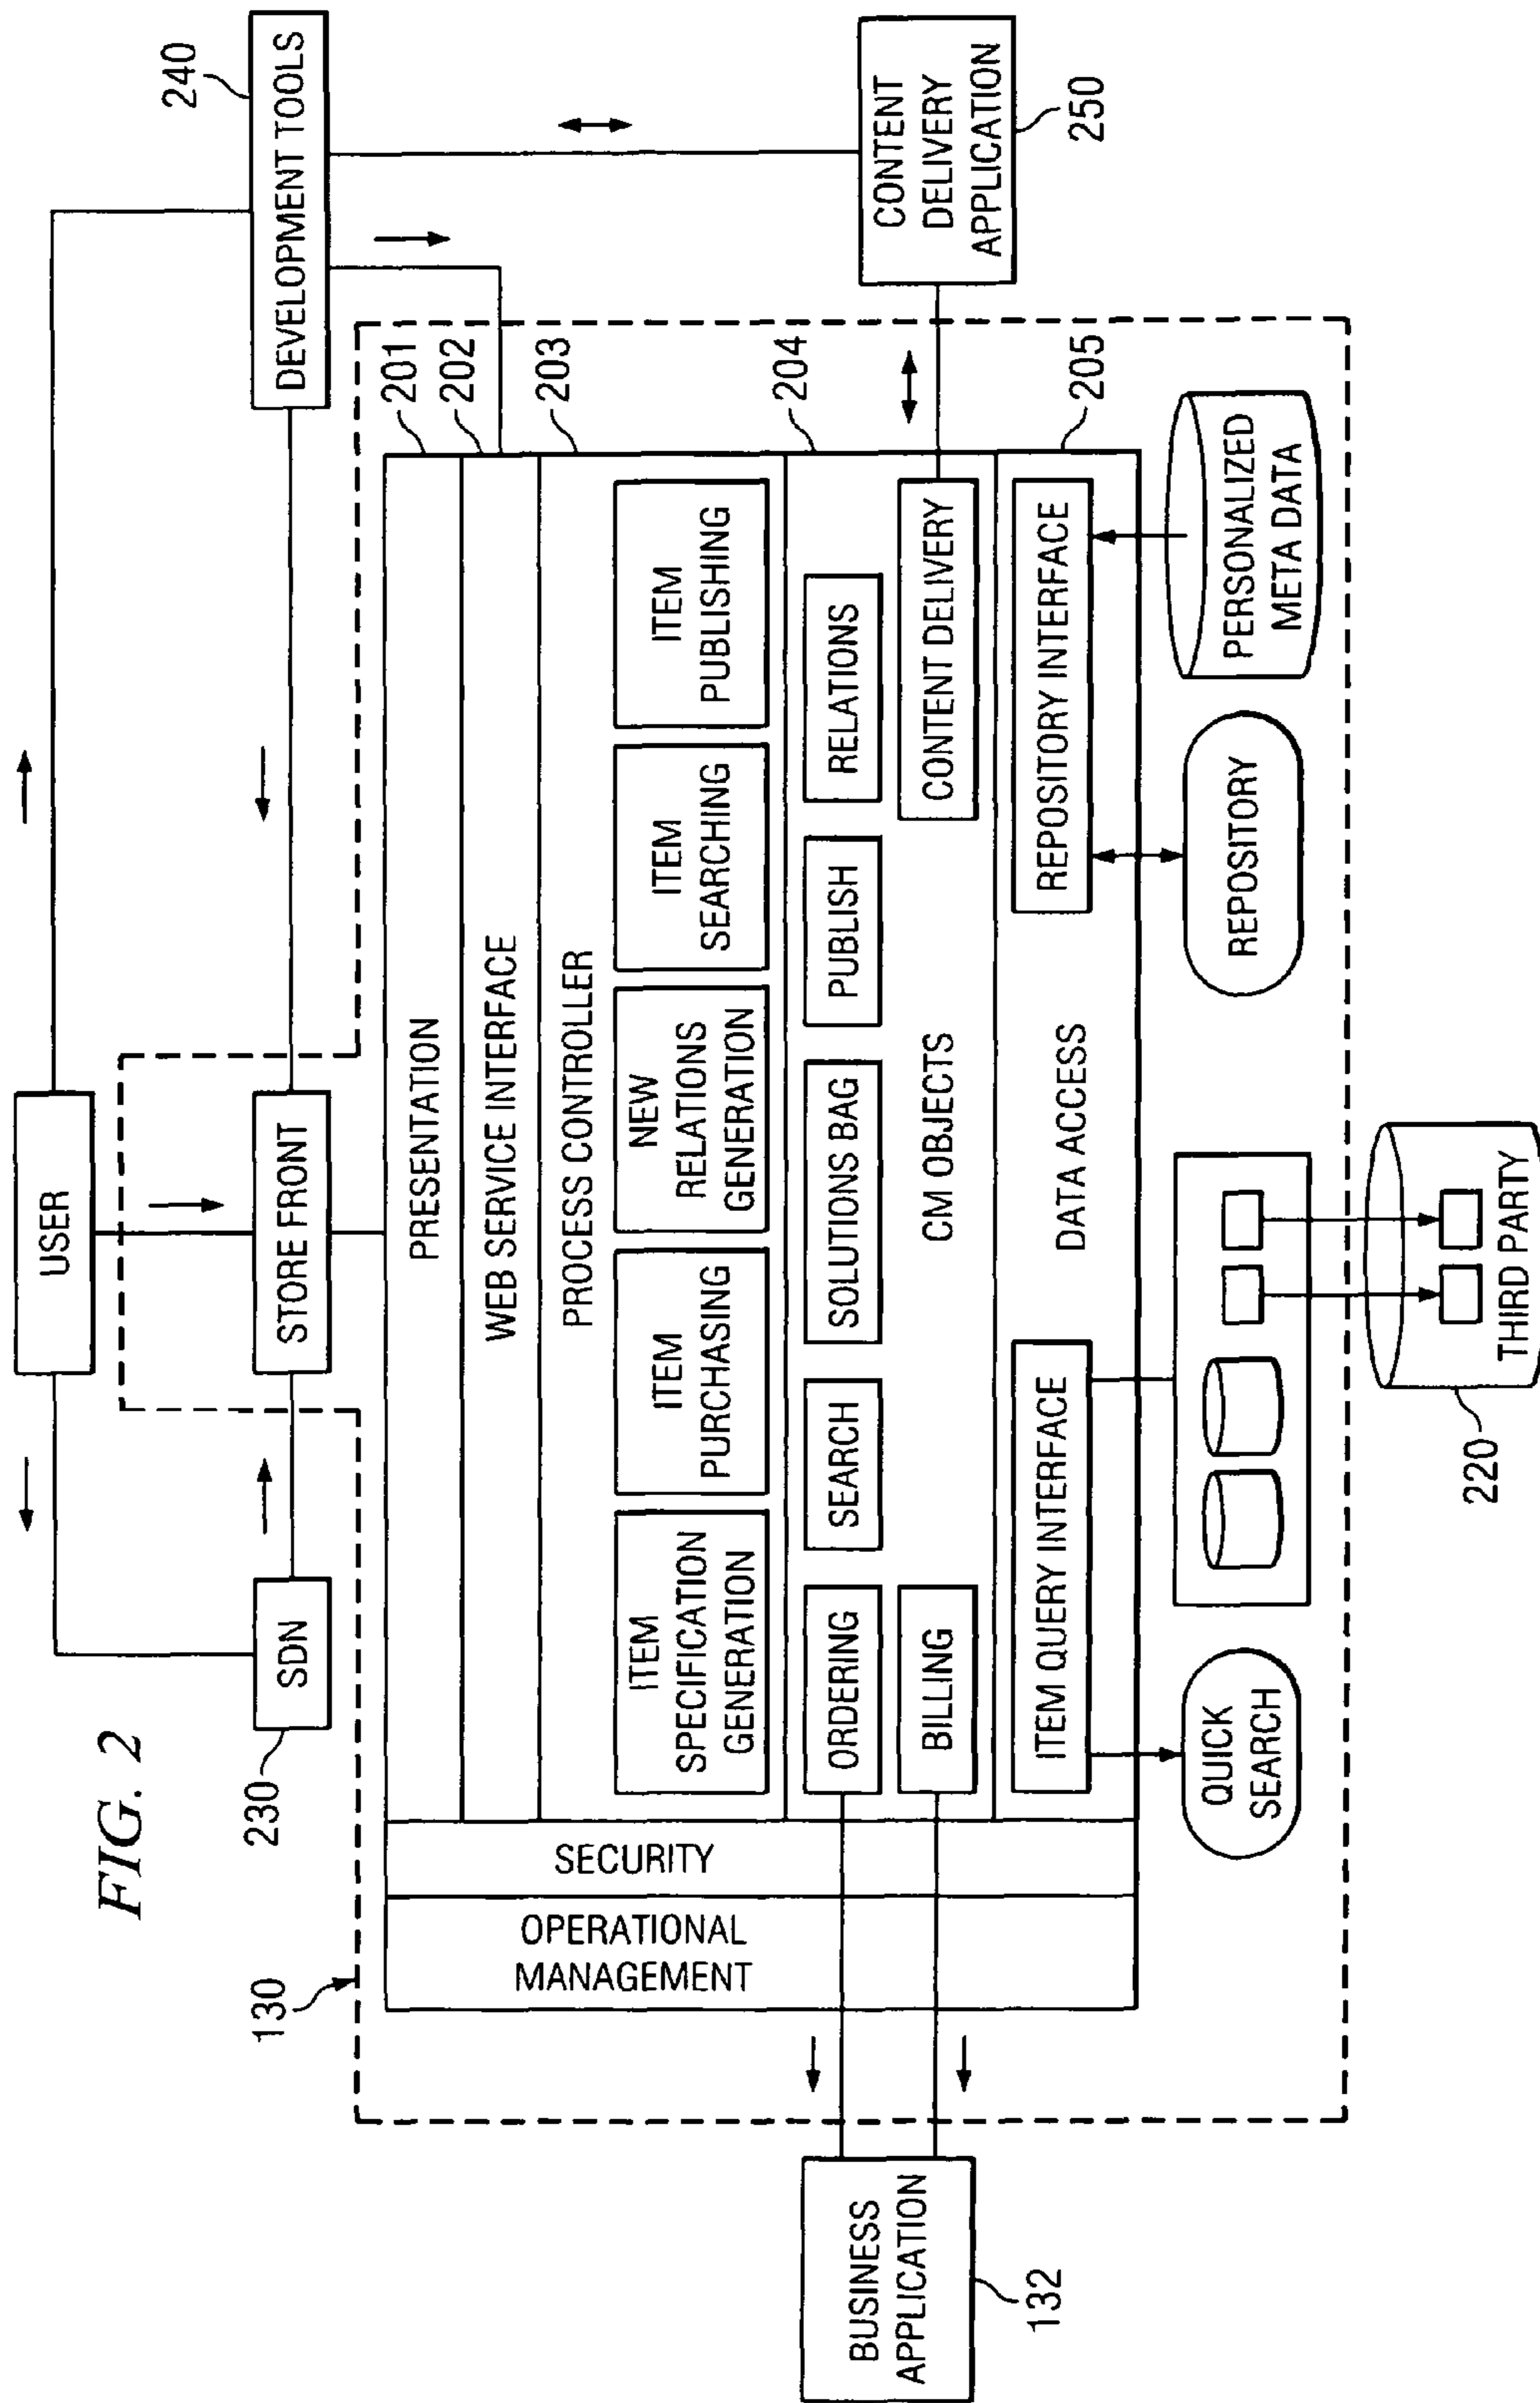 FIG. 2
USER
230
SDN
STORE FRONT
DEVELOPMENT TOOLS
240
130
PRESENTATION
201
WEB SERVICE INTERFACE
202
PROCESS CONTROLLER
203
OPERATIONAL
MANAGEMENT
SECURITY
ITEM
SPECIFICATION
GENERATION
ITEM
PURCHASING
NEW
RELATIONS
GENERATION
ITEM
SEARCHING
ITEM
PUBLISHING
204
ORDERING
SEARCH
SOLUTIONS BAG
PUBLISH
RELATIONS
BILLING
CM OBJECTS
CONTENT DELIVERY
BUSINESS
APPLICATION
132
CONTENT
DELIVERY
APPLICATION
250
205
ITEM QUERY INTERFACE
DATA ACCESS
REPOSITORY INTERFACE
QUICK
SEARCH
REPOSITORY
PERSONALIZED
META DATA
220
THIRD PARTY